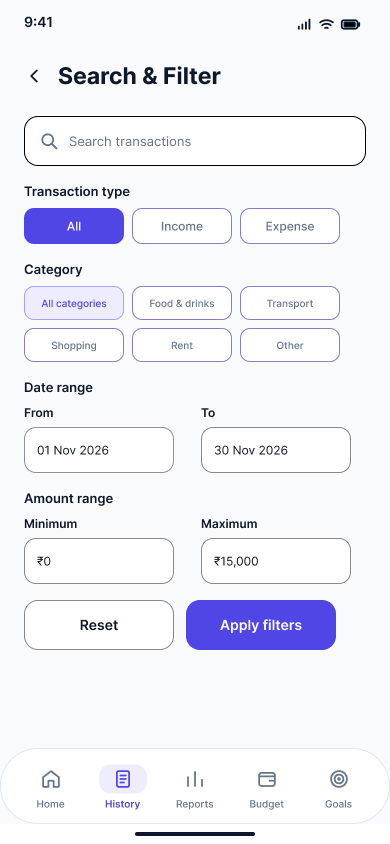 9:41
Search & Filter
Search transactions
Transaction type
All Income Expense
Category
All categories Food & drinks Transport
Shopping Rent Other
Date range
From To
01 Nov 2026 30 Nov 2026
Amount range
Minimum Maximum
₹0 ₹15,000
Reset Apply filters
Home History Reports Budget Goals